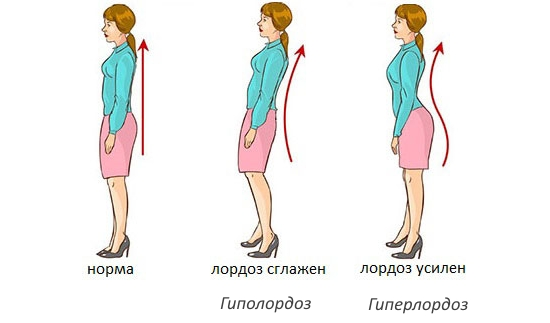 норма
лордоз сглажен
лордоз усилен
Гиполордоз
Гиперлордоз